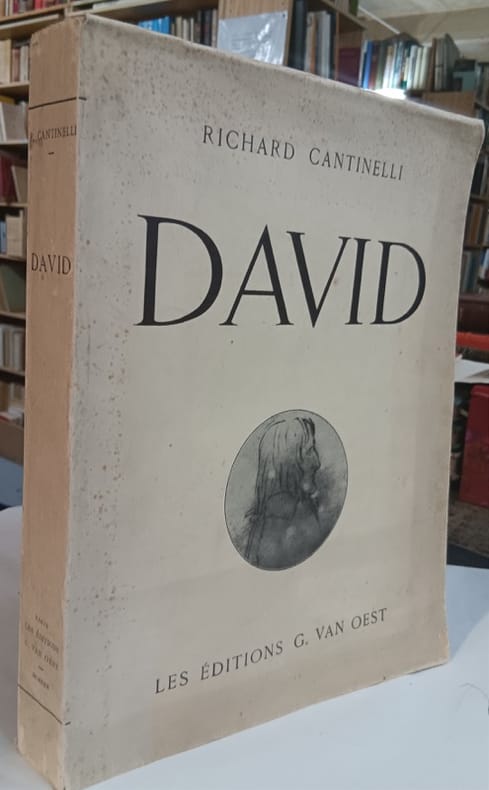 RICHARD CANTINELLI
DAVID
LES ÉDITIONS G. VAN OEST
R. CANTINELLI
DAVID
PARIS
LES ÉDITIONS
G. VAN OEST